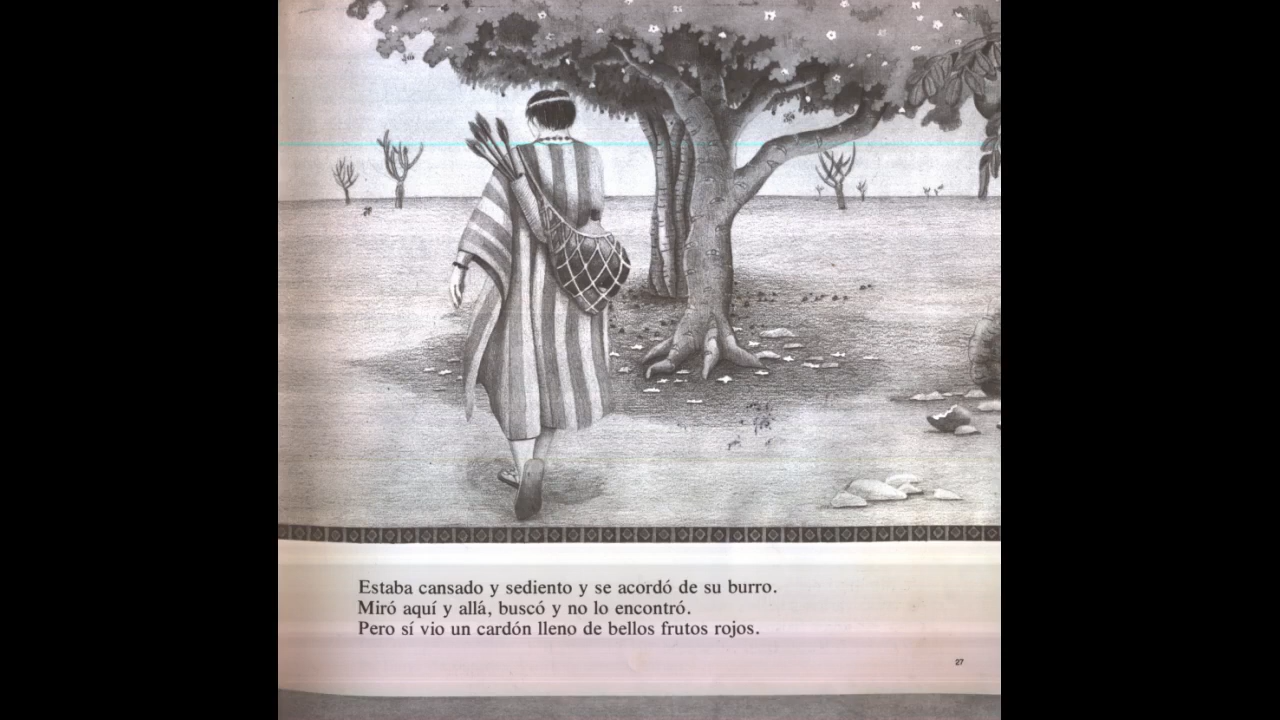 Estaba cansado y sediento y se acordó de su burro.
Miró aquí y allá, buscó y no lo encontró.
Pero sí vio un cardón lleno de bellos frutos rojos.
27